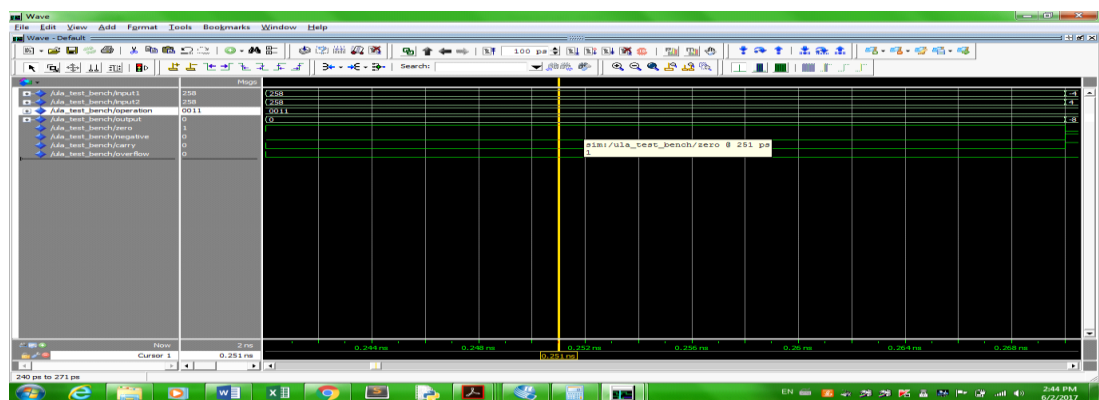 Wave
File Edit View Add Format Tools Bookmarks Window Help
Wave - Default
100 ps
Search:
Msgs
/ula_test_bench/input1 258 258 -4
/ula_test_bench/input2 258 258 4
/ula_test_bench/operation 0011 0011
/ula_test_bench/output 0 0 -8
/ula_test_bench/zero 1
/ula_test_bench/negative 0
/ula_test_bench/carry 0
/ula_test_bench/overflow 0
sim:/ula_test_bench/zero @ 251 ps
1
Now 2 ns 0.244 ns 0.248 ns 0.252 ns 0.256 ns 0.26 ns 0.264 ns 0.268 ns
Cursor 1 0.251 ns 0.251 ns
240 ps to 271 ps
EN 2:44 PM
6/2/2017